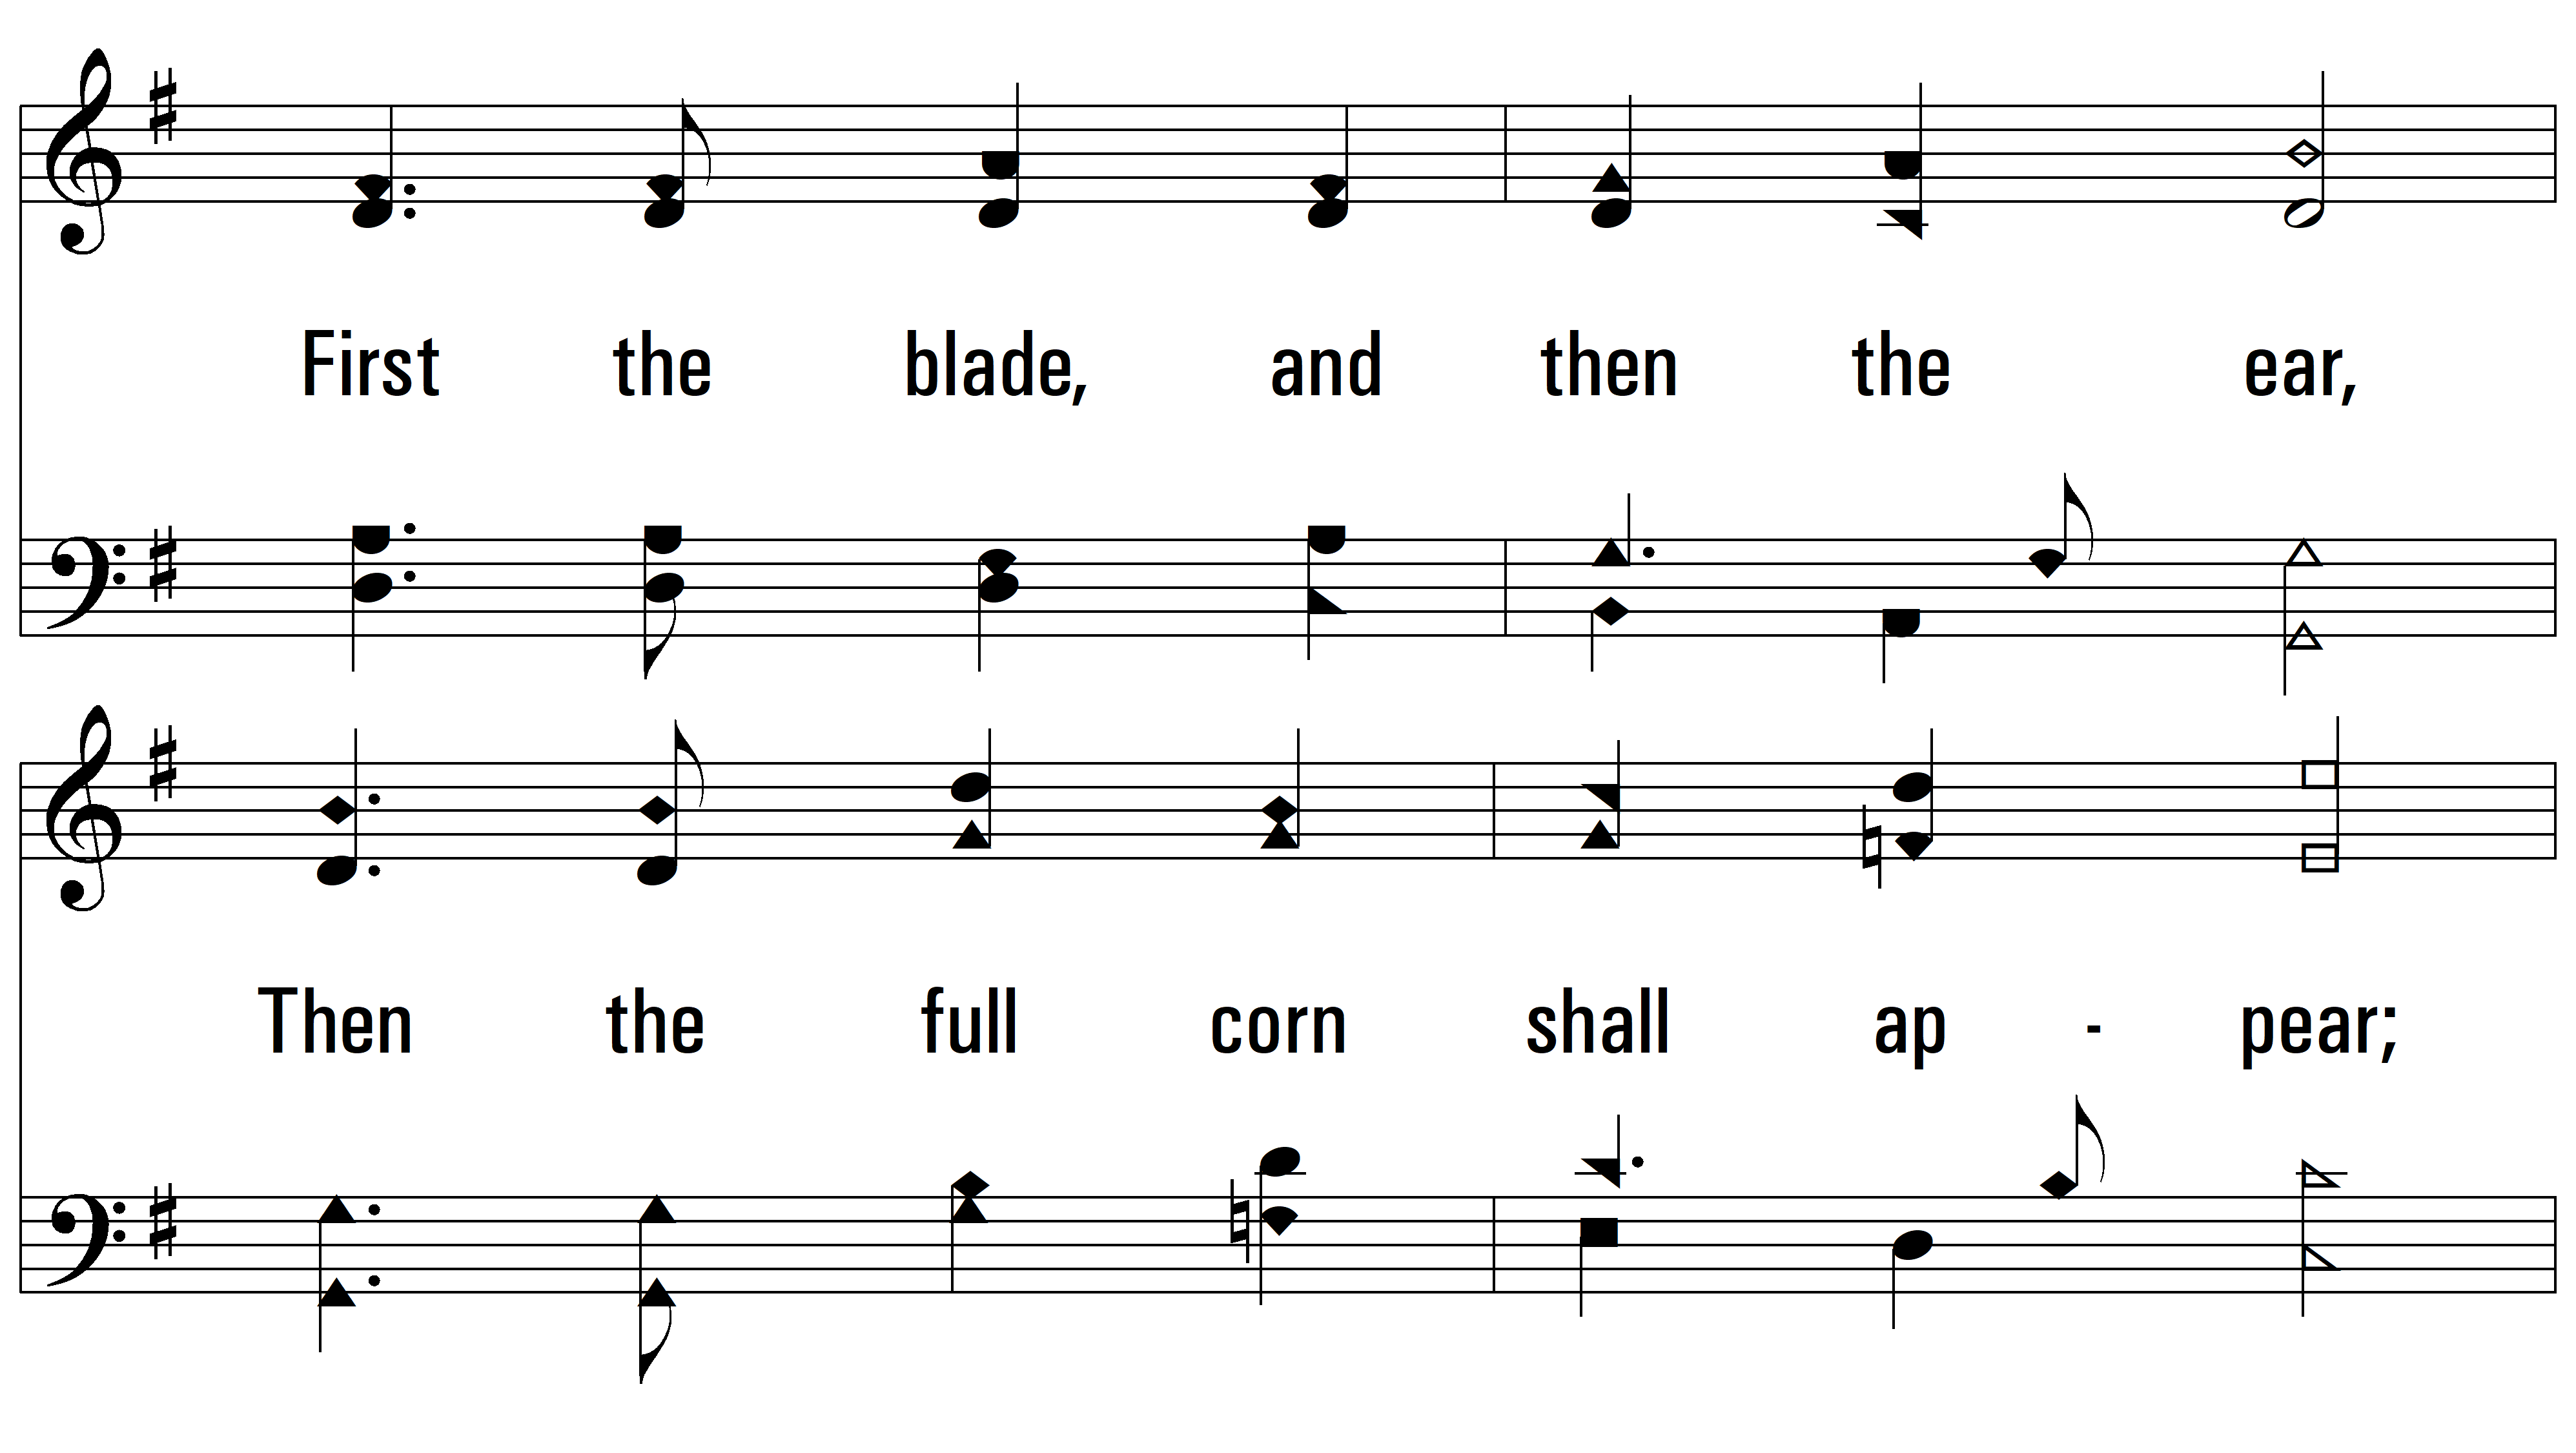 First the blade, and then the ear,
Then the full corn shall ap - pear;